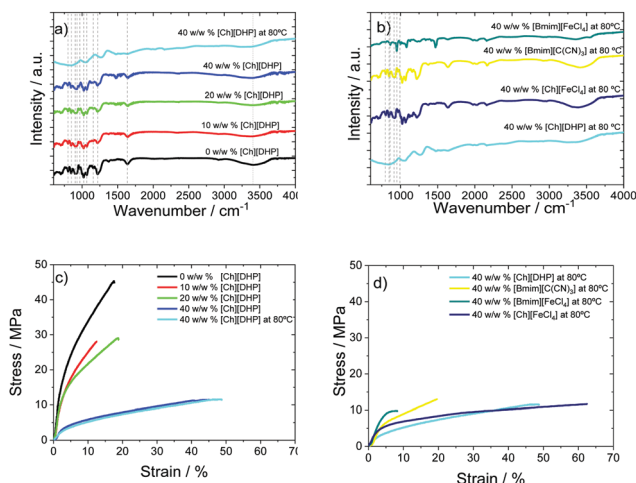 a)
40 w/w % [Ch][DHP] at 80ºC
40 w/w % [Ch][DHP]
20 w/w % [Ch][DHP]
10 w/w % [Ch][DHP]
0 w/w % [Ch][DHP]
Intensity / a.u.
1000 1500 2000 2500 3000 3500 4000
Wavenumber / cm⁻¹
b)
40 w/w % [Bmim][FeCl₄] at 80 ºC
40 w/w % [Bmim][C(CN)₃ at 80 ºC
40 w/w % [Ch][FeCl₄] at 80 ºC
40 w/w % [Ch][DHP] at 80 ºC
Intensity / a.u.
1000 1500 2000 2500 3000 3500 4000
Wavenumber / cm⁻¹
c)
0 w/w % [Ch][DHP]
10 w/w % [Ch][DHP]
20 w/w % [Ch][DHP]
40 w/w % [Ch][DHP]
40 w/w % [Ch][DHP] at 80ºC
Stress / MPa
50
40
30
20
10
0
0 10 20 30 40 50 60 70
Strain / %
d)
40 w/w % [Ch][DHP] at 80ºC
40 w/w % [Bmim][C(CN)₃] at 80ºC
40 w/w % [Bmim][FeCl₄] at 80ºC
40 w/w % [Ch][FeCl₄] at 80ºC
Stress / MPa
50
40
30
20
10
0
0 10 20 30 40 50 60 70
Strain / %